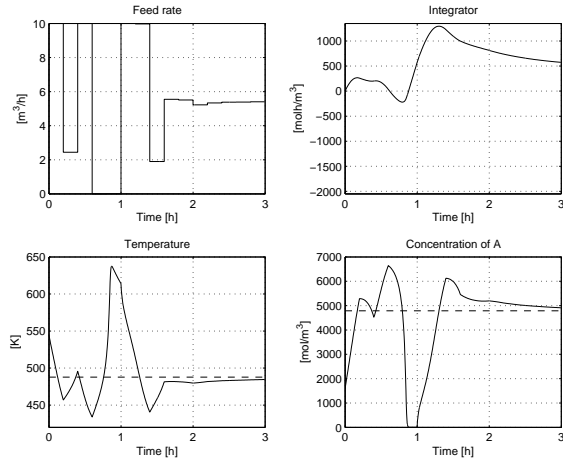 Feed rate
[m³/h]
10
8
6
4
2
0
0 1 2 3
Time [h]
Integrator
[molh/m³]
1000
500
0
−500
−1000
−1500
−2000
0 1 2 3
Time [h]
Temperature
[K]
650
600
550
500
450
0 1 2 3
Time [h]
Concentration of A
[mol/m³]
7000
6000
5000
4000
3000
2000
1000
0
0 1 2 3
Time [h]